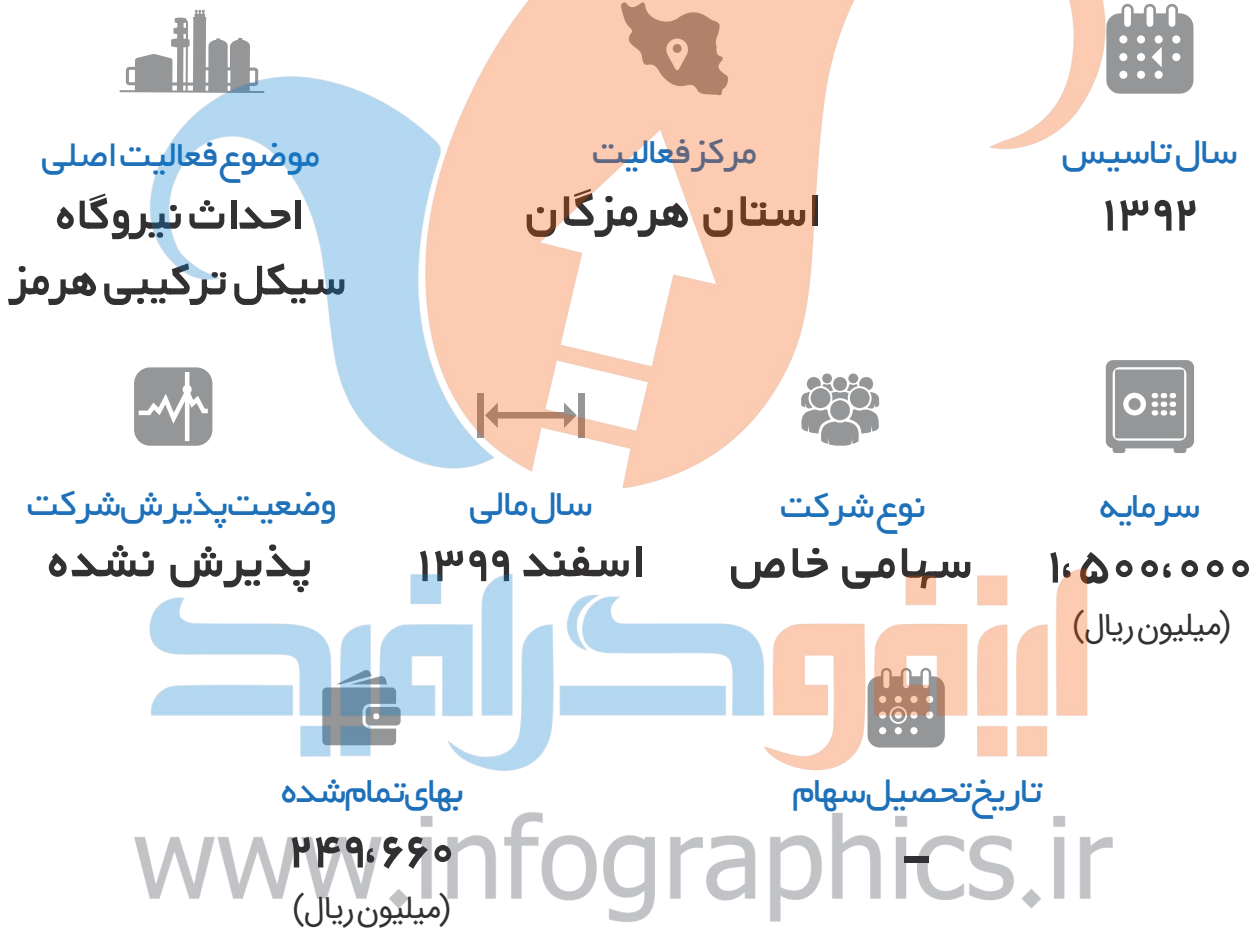 سال تاسیس
۱۳۹۲
مرکز فعالیت
استان هرمزگان
موضوع فعالیت اصلی
احداث نیروگاه
سیکل ترکیبی هرمز
سرمایه
۱،۵۰۰،۰۰۰
(میلیون ریال)
نوع شرکت
سهامی خاص
سال مالی
اسفند ۱۳۹۹
وضعیت پذیرش شرکت
پذیرش نشده
اینفوگرافیک
تاریخ تحصیل سهام
-
بهای تمام‌شده
۲۴۹،۶۶۰
(میلیون ریال)
www.infographics.ir